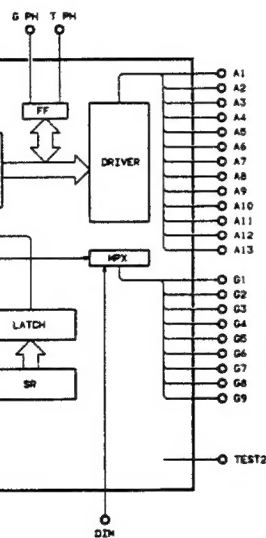 G PH T PH
FF
DRIVER
A1
A2
A3
A4
A5
A6
A7
A8
A9
A10
A11
A12
A13
MPX
G1
G2
G3
G4
G5
G6
G7
G8
G9
LATCH
SR
TEST2
DIM